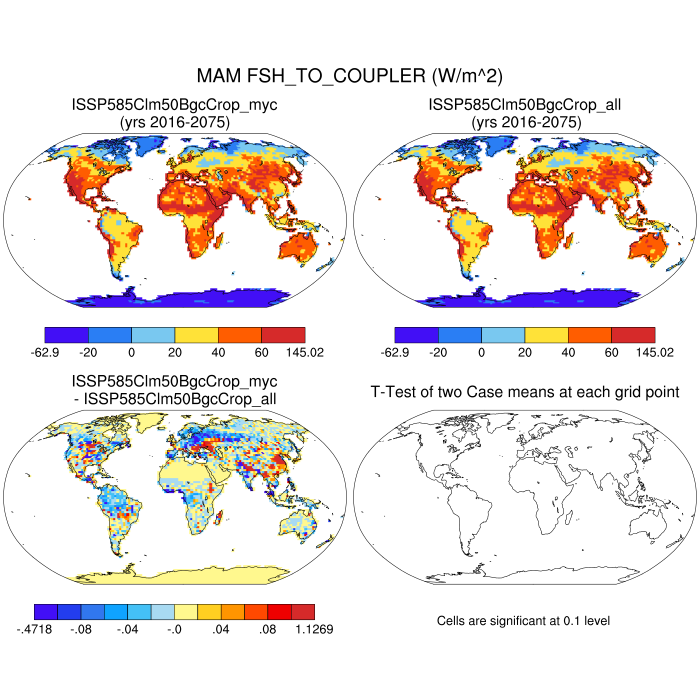 MAM FSH_TO_COUPLER (W/m^2)
ISSP585Clm50BgcCrop_myc
(yrs 2016-2075)
ISSP585Clm50BgcCrop_all
(yrs 2016-2075)
-62.9 -20 0 20 40 60 145.02
-62.9 -20 0 20 40 60 145.02
ISSP585Clm50BgcCrop_myc
- ISSP585Clm50BgcCrop_all
T-Test of two Case means at each grid point
-.4718 -.08 -.04 -.0 .04 .08 1.1269
Cells are significant at 0.1 level